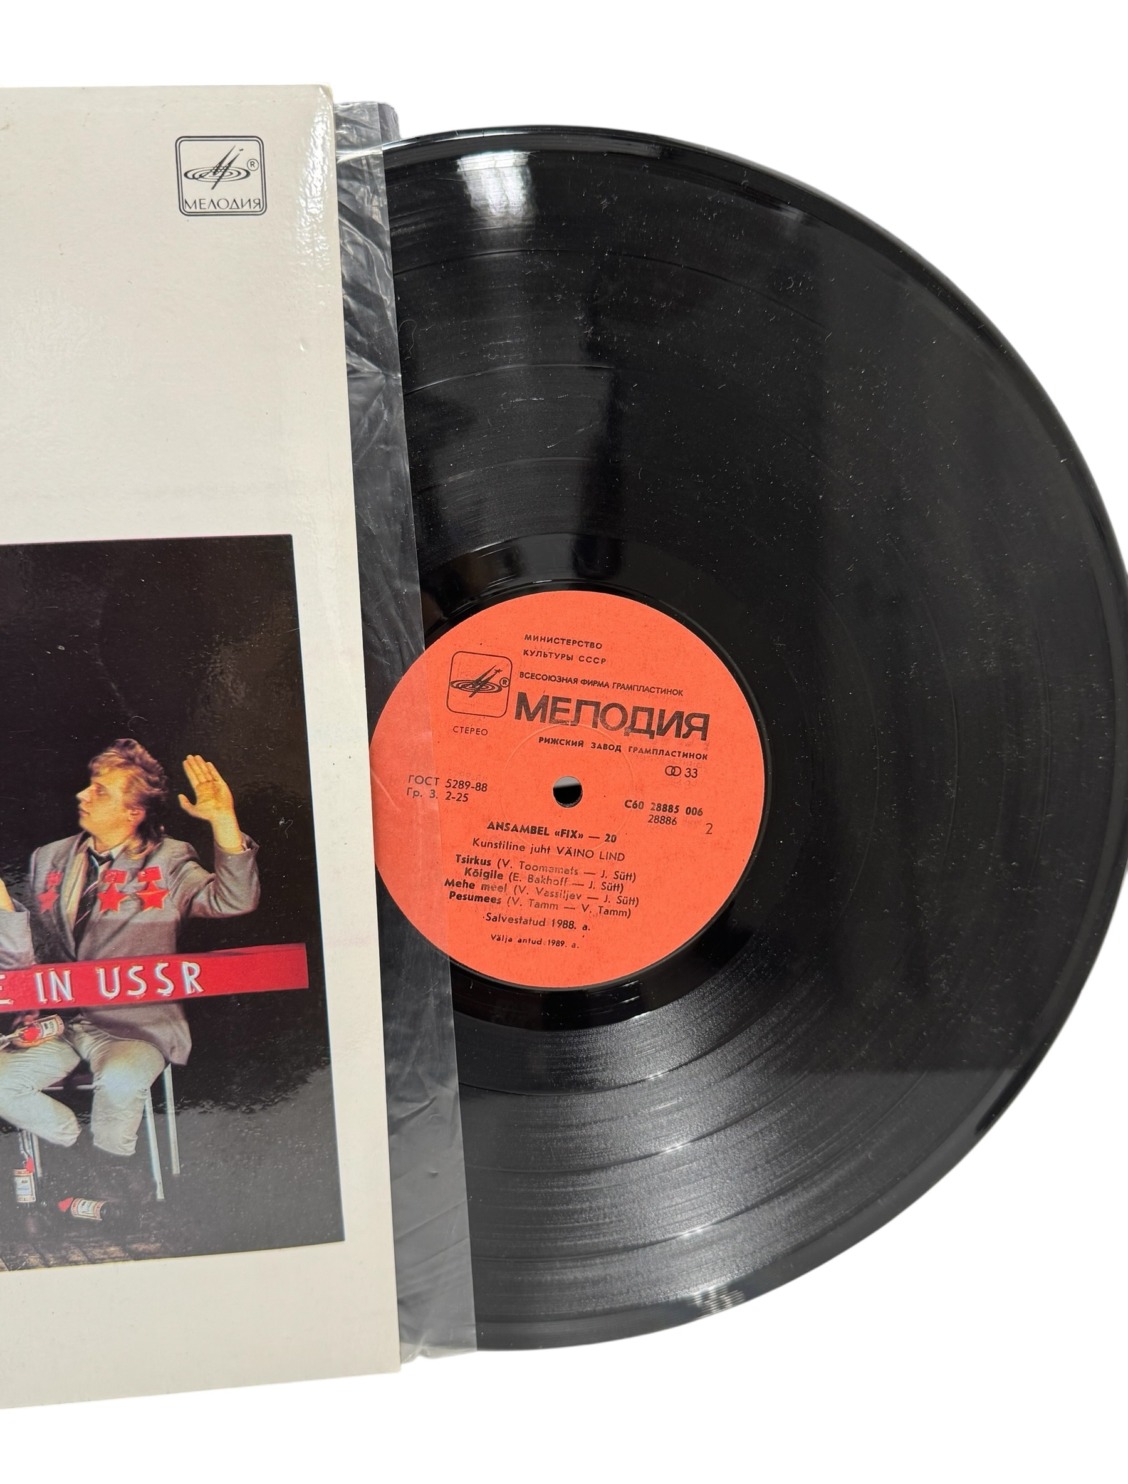 МЕЛОДИЯ
E IN USSR
МИНИСТЕРСТВО
КУЛЬТУРЫ СССР
ВСЕСОЮЗНАЯ ФИРМА ГРАМПЛАСТИНОК
МЕЛОДИЯ
СТЕРЕО
РИЖСКИЙ ЗАВОД ГРАМПЛАСТИНОК
33
ГОСТ 5289-88
Гр. 3. 2-25
С60 28885 006
28886 2
ANSAMBEL «FIX» — 20
Kunstiline juht VÄINO LIND
Tsirkus (V. Toomamets — J. Sütt)
Kõigile (E. Bakhoff — J. Sütt)
Mehe meel (V. Vassiljev — J. Sütt)
Pesumees (V. Tamm — V. Tamm)
Salvestatud 1988. a.
Välja antud 1989. a.